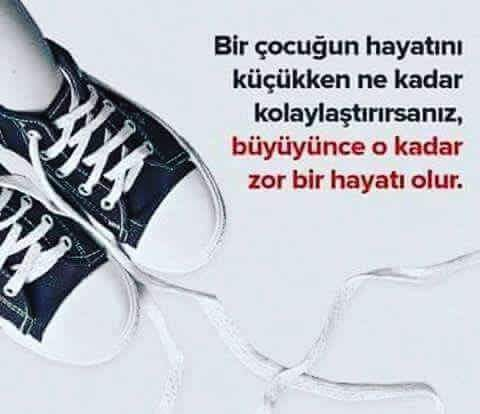 Bir çocuğun hayatını
küçükken ne kadar
kolaylaştırırsanız,
büyüyünce o kadar
zor bir hayatı olur.